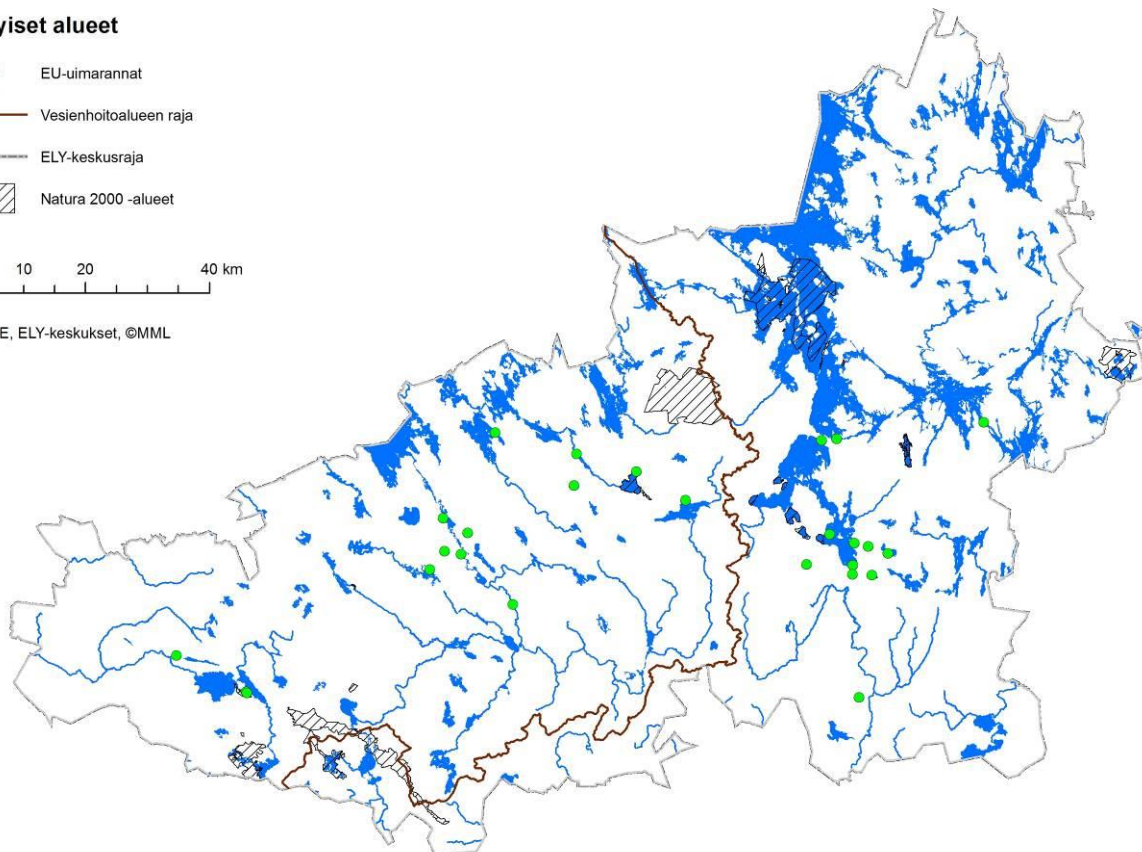 yiset alueet
EU-uimarannat
Vesienhoitoalueen raja
ELY-keskusraja
Natura 2000 -alueet
10 20 40 km
E, ELY-keskukset, ©MML